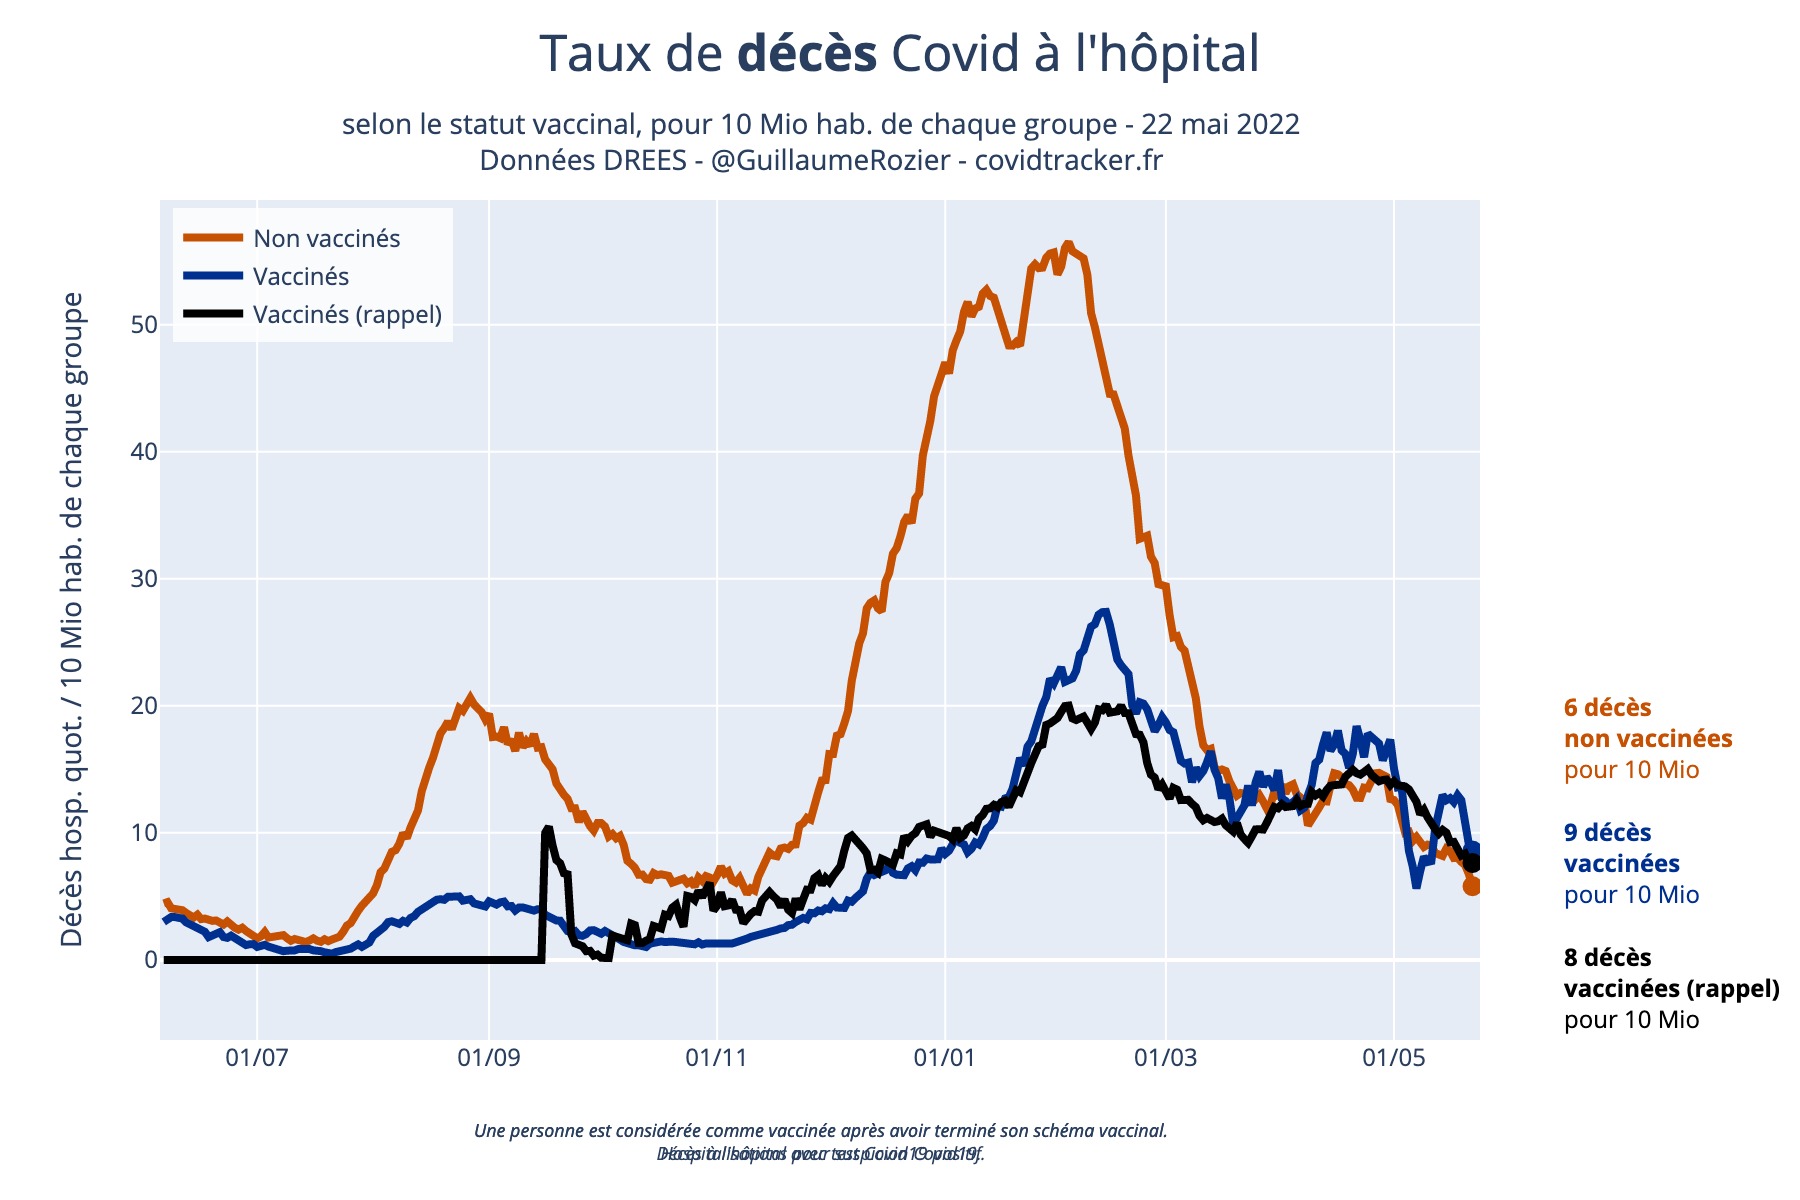 Taux de décès Covid à l'hôpital
selon le statut vaccinal, pour 10 Mio hab. de chaque groupe - 22 mai 2022
Données DREES - @GuillaumeRozier - covidtracker.fr
Non vaccinés
Vaccinés
Vaccinés (rappel)
Décès hosp. quot. / 10 Mio hab. de chaque groupe
50
40
30
20
10
0
01/07
01/09
01/11
01/01
01/03
01/05
6 décès
non vaccinées
pour 10 Mio
9 décès
vaccinées
pour 10 Mio
8 décès
vaccinées (rappel)
pour 10 Mio
Une personne est considérée comme vaccinée après avoir terminé son schéma vaccinal.